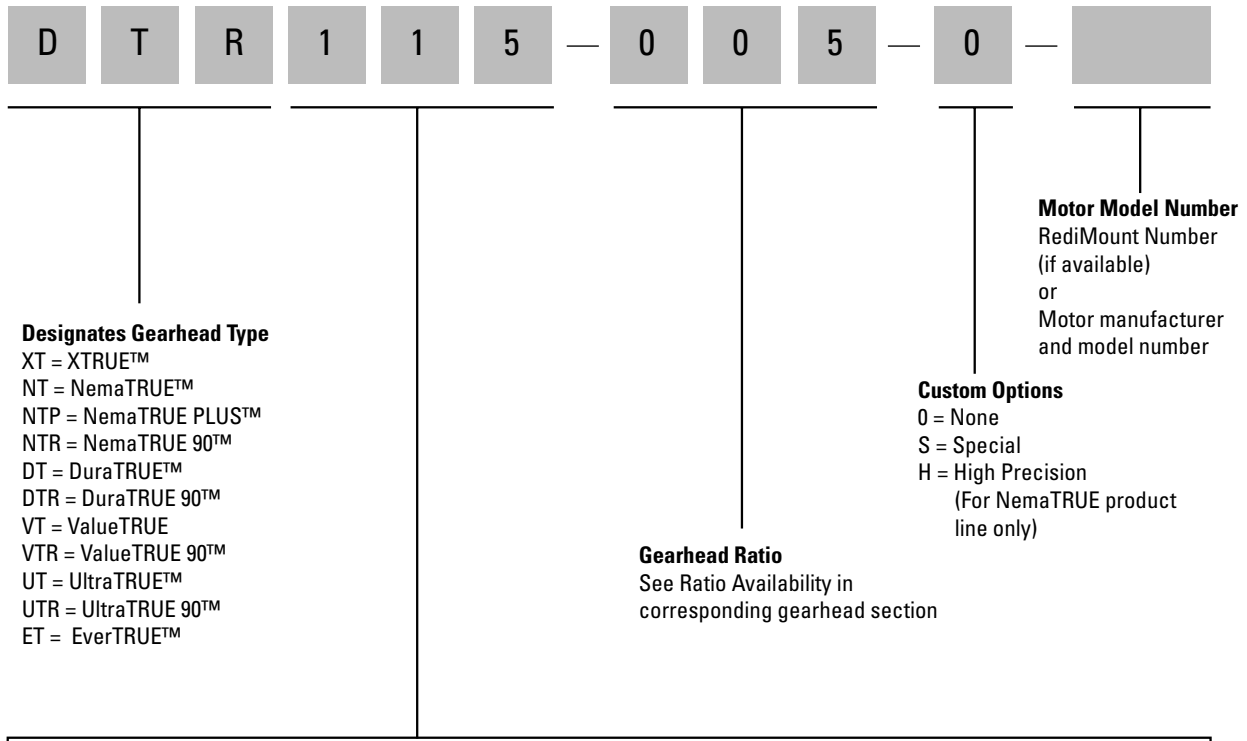 D T R 1 1 5 — 0 0 5 — 0 —
Motor Model Number
RediMount Number
(if available)
or
Motor manufacturer
and model number
Designates Gearhead Type
XT = XTRUE™
NT = NemaTRUE™
NTP = NemaTRUE PLUS™
NTR = NemaTRUE 90™
DT = DuraTRUE™
DTR = DuraTRUE 90™
VT = ValueTRUE
VTR = ValueTRUE 90™
UT = UltraTRUE™
UTR = UltraTRUE 90™
ET = EverTRUE™
Custom Options
0 = None
S = Special
H = High Precision
(For NemaTRUE product
line only)
Gearhead Ratio
See Ratio Availability in
corresponding gearhead section